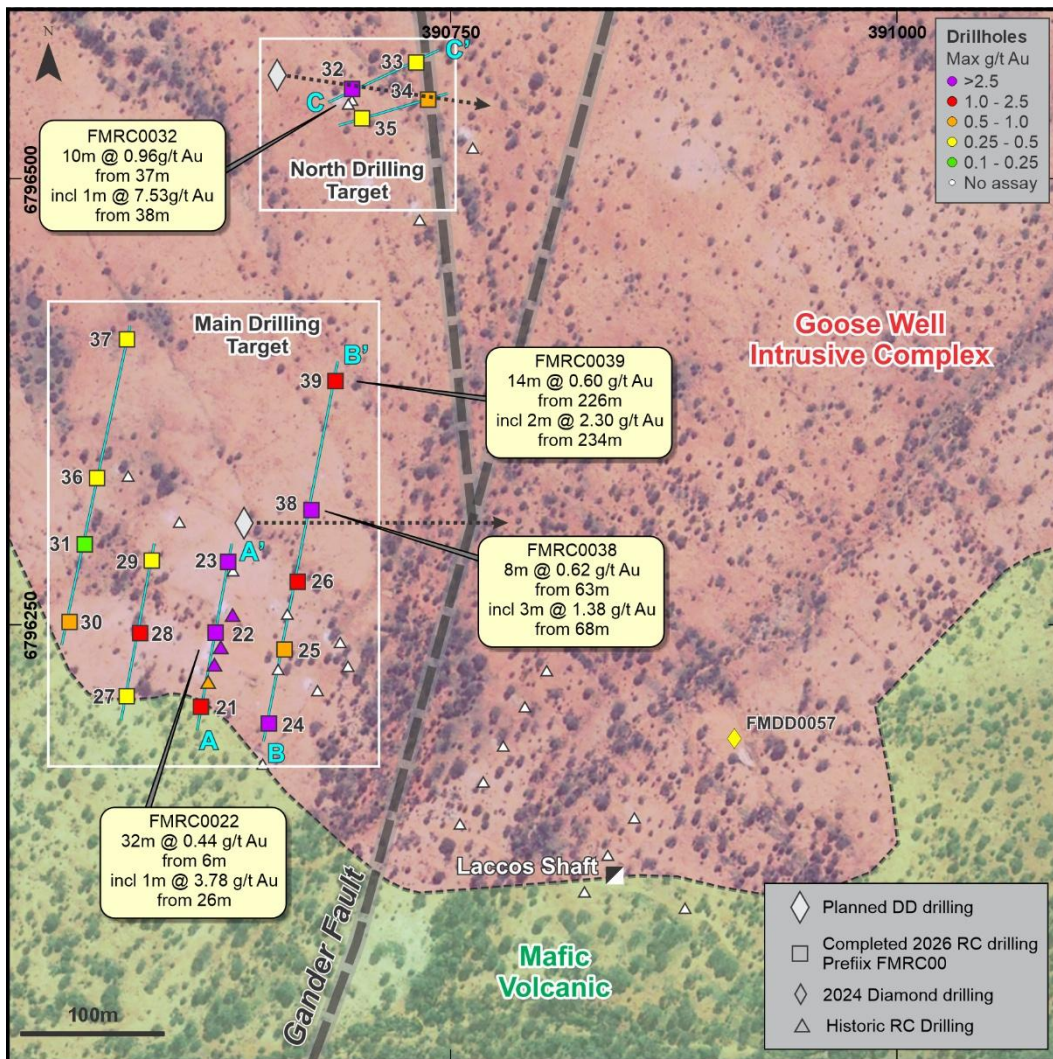 N
390750
391000
6796500
6796250
Drillholes
Max g/t Au
>2.5
1.0 - 2.5
0.5 - 1.0
0.25 - 0.5
0.1 - 0.25
No assay
C'
33
32
34
C
35
North Drilling
Target
FMRC0032
10m @ 0.96g/t Au
from 37m
incl 1m @ 7.53g/t Au
from 38m
Goose Well
Intrusive Complex
Main Drilling
Target
37
B'
39
FMRC0039
14m @ 0.60 g/t Au
from 226m
incl 2m @ 2.30 g/t Au
from 234m
36
38
31
29
A'
23
26
FMRC0038
8m @ 0.62 g/t Au
from 63m
incl 3m @ 1.38 g/t Au
from 68m
30
28
22
25
27
21
24
A
B
FMDD0057
FMRC0022
32m @ 0.44 g/t Au
from 6m
incl 1m @ 3.78 g/t Au
from 26m
Laccos Shaft
Gander Fault
Mafic
Volcanic
100m
Planned DD drilling
Completed 2026 RC drilling
Prefiix FMRC00
2024 Diamond drilling
Historic RC Drilling